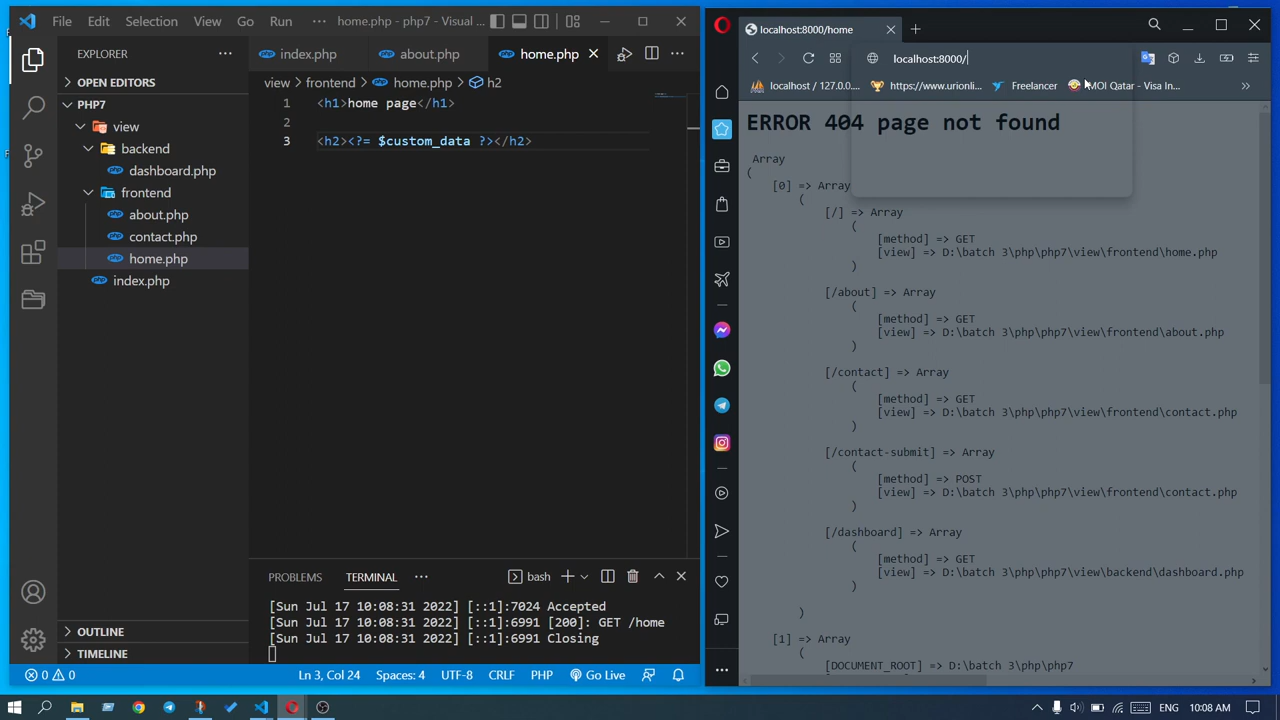 File Edit Selection View Go Run ··· home.php - php7 - Visual ...
EXPLORER ···
OPEN EDITORS
PHP7
view
backend
dashboard.php
frontend
about.php
contact.php
home.php
index.php
OUTLINE
TIMELINE
index.php about.php home.php
view > frontend > home.php > h2
1 <h1>home page</h1>
2
3 <h2><?= $custom_data ?></h2>
PROBLEMS TERMINAL ··· bash
[Sun Jul 17 10:08:31 2022] [::1]:7024 Accepted
[Sun Jul 17 10:08:31 2022] [::1]:6991 [200]: GET /home
[Sun Jul 17 10:08:31 2022] [::1]:6991 Closing
0 0 Ln 3, Col 24 Spaces: 4 UTF-8 CRLF PHP Go Live
localhost:8000/home
localhost:8000/
localhost / 127.0.0.... https://www.urionli... Freelancer MOI Qatar - Visa In...
ERROR 404 page not found
Array
(
[0] => Array
(
[/] => Array
(
[method] => GET
[view] => D:\batch 3\php\php7\view\frontend\home.php
)
[/about] => Array
(
[method] => GET
[view] => D:\batch 3\php\php7\view\frontend\about.php
)
[/contact] => Array
(
[method] => GET
[view] => D:\batch 3\php\php7\view\frontend\contact.php
)
[/contact-submit] => Array
(
[method] => POST
[view] => D:\batch 3\php\php7\view\frontend\contact.php
)
[/dashboard] => Array
(
[method] => GET
[view] => D:\batch 3\php\php7\view\backend\dashboard.php
)
)
[1] => Array
(
[DOCUMENT_ROOT] => D:\batch 3\php\php7
ENG 10:08 AM